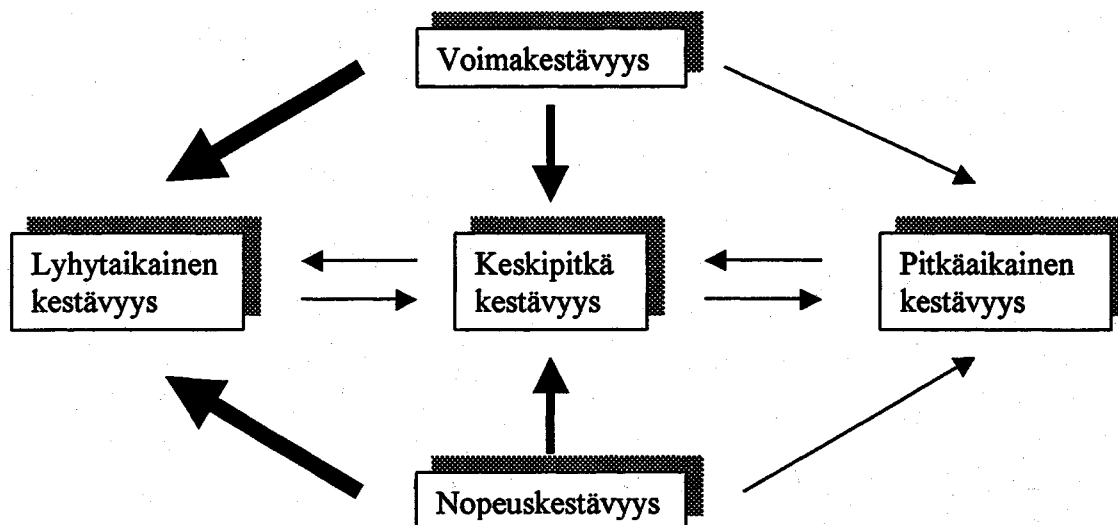 Voimakestävyys
Lyhytaikainen
kestävyys
Keskipitkä
kestävyys
Pitkäaikainen
kestävyys
Nopeuskestävyys